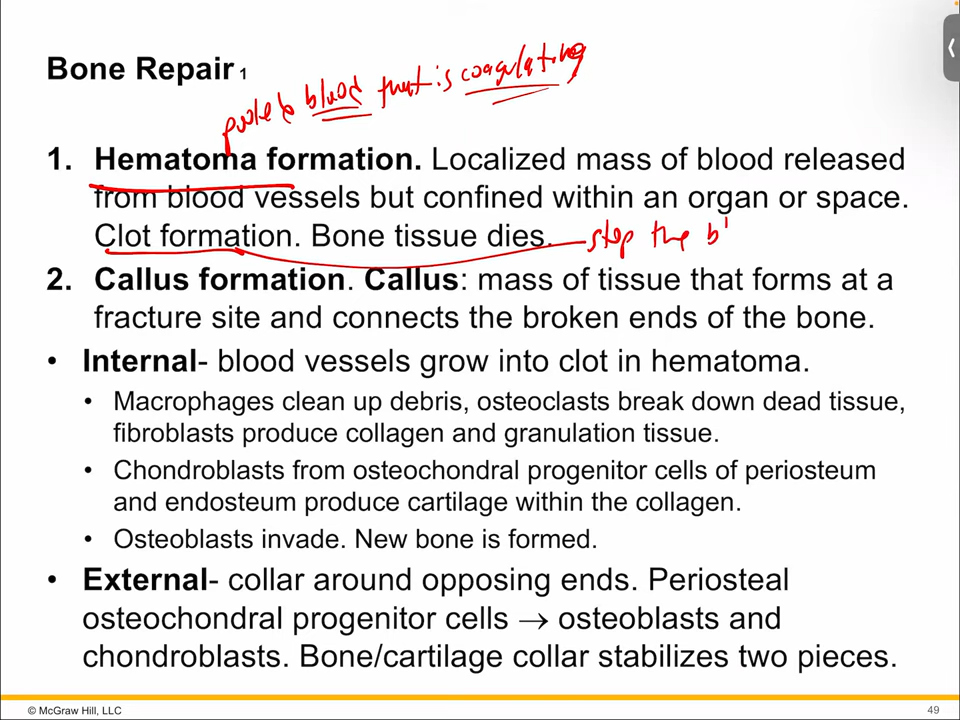 Bone Repair 1
blood that is coagulating
1. Hematoma formation. Localized mass of blood released
from blood vessels but confined within an organ or space.
Clot formation. Bone tissue dies.
stop the b
2. Callus formation. Callus: mass of tissue that forms at a
fracture site and connects the broken ends of the bone.
• Internal- blood vessels grow into clot in hematoma.
• Macrophages clean up debris, osteoclasts break down dead tissue,
fibroblasts produce collagen and granulation tissue.
• Chondroblasts from osteochondral progenitor cells of periosteum
and endosteum produce cartilage within the collagen.
• Osteoblasts invade. New bone is formed.
• External- collar around opposing ends. Periosteal
osteochondral progenitor cells → osteoblasts and
chondroblasts. Bone/cartilage collar stabilizes two pieces.
© McGraw Hill, LLC
49